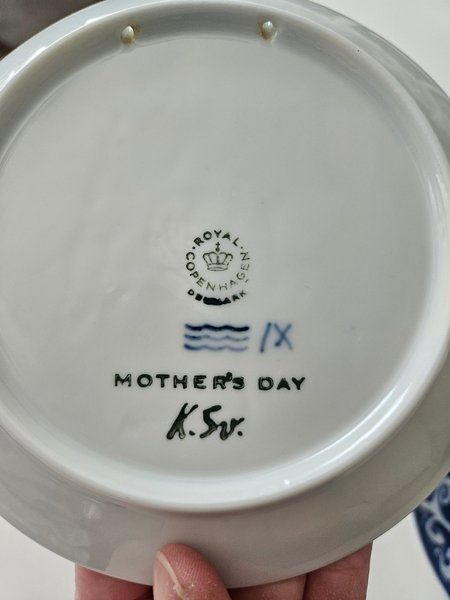 ROYAL
COPENHAGEN
DENMARK
IX
MOTHER'S DAY
K.Sv.